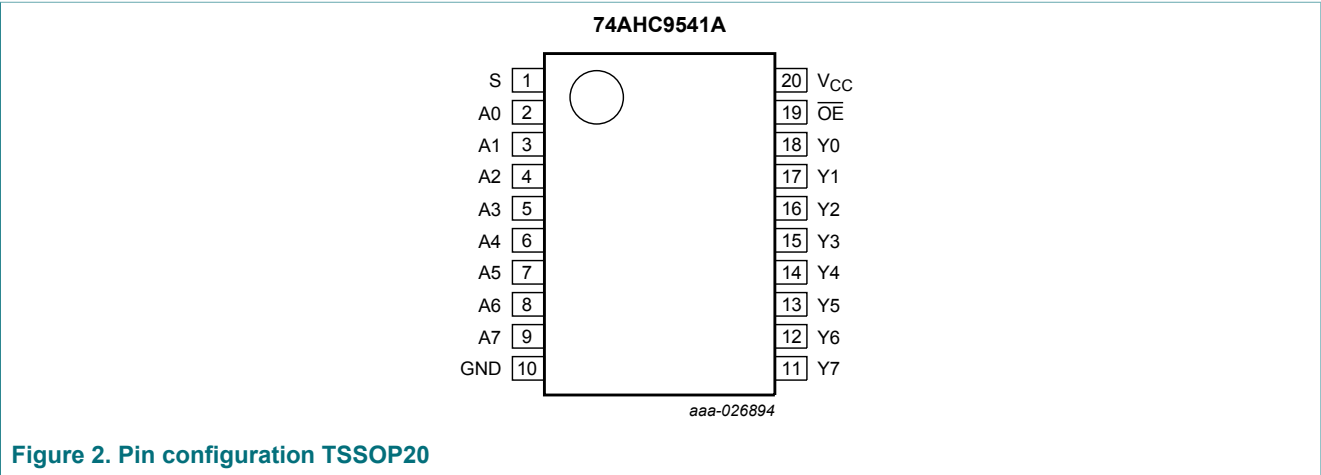 74AHC9541A
S 1 20 VCC
A0 2 19 O̅E̅
A1 3 18 Y0
A2 4 17 Y1
A3 5 16 Y2
A4 6 15 Y3
A5 7 14 Y4
A6 8 13 Y5
A7 9 12 Y6
GND 10 11 Y7
aaa-026894
Figure 2. Pin configuration TSSOP20